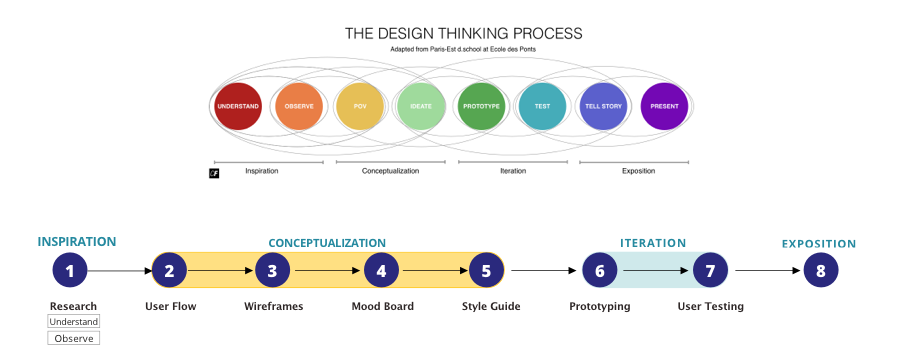 THE DESIGN THINKING PROCESS
Adapted from Paris-Est d.school at Ecole des Ponts
UNDERSTAND OBSERVE POV IDEATE PROTOTYPE TEST TELL STORY PRESENT
Inspiration Conceptualization Iteration Exposition
INSPIRATION CONCEPTUALIZATION ITERATION EXPOSITION
1 2 3 4 5 6 7 8
Research User Flow Wireframes Mood Board Style Guide Prototyping User Testing
Understand
Observe